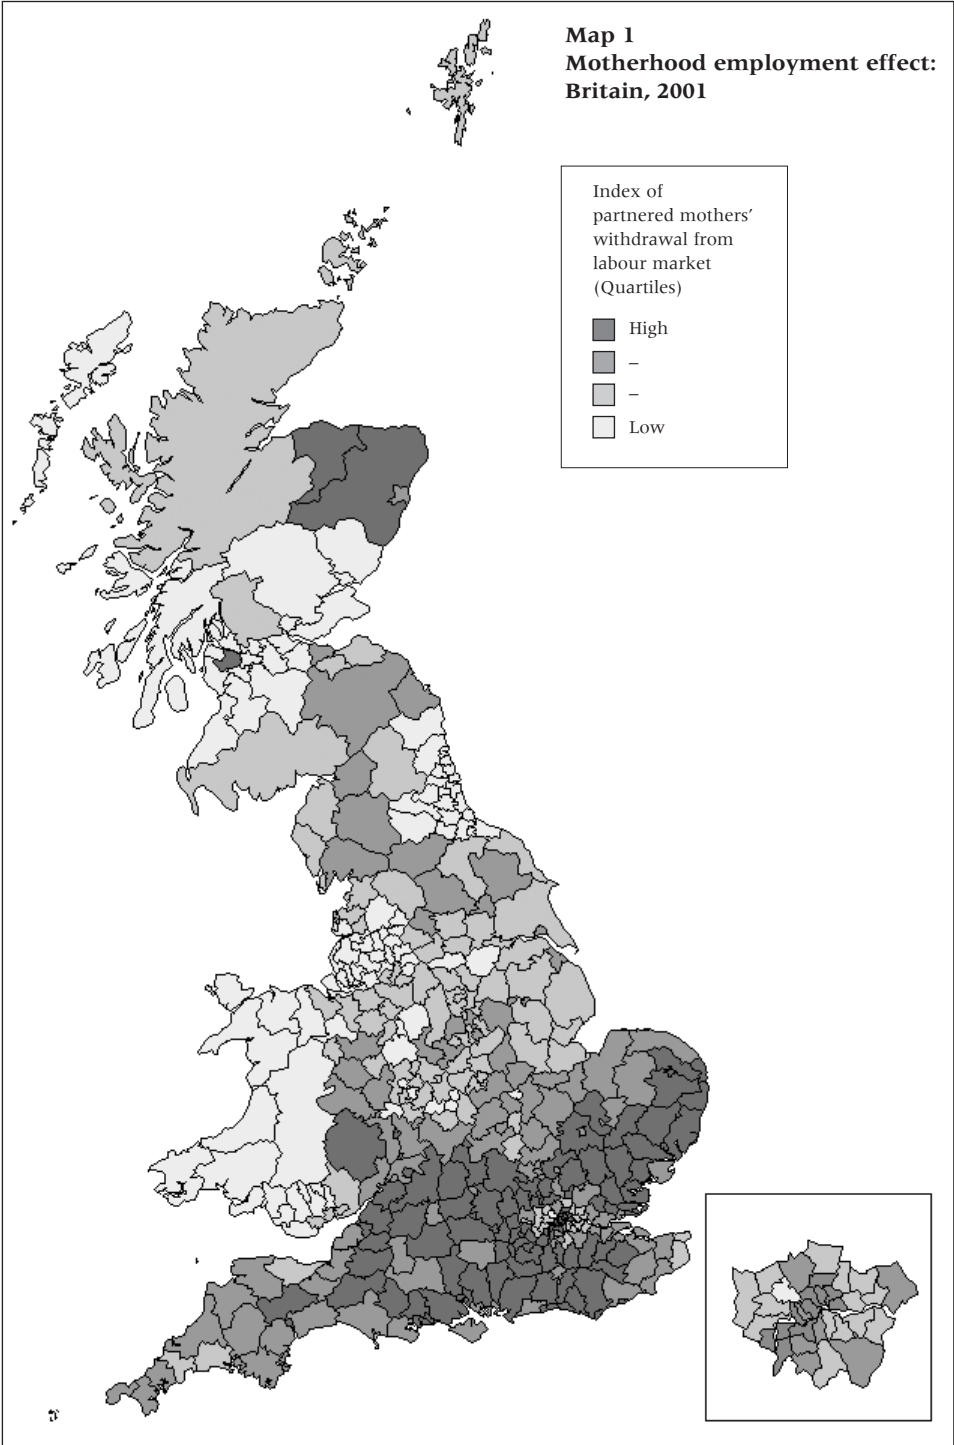 Map 1
Motherhood employment effect:
Britain, 2001
Index of
partnered mothers’
withdrawal from
labour market
(Quartiles)
High
–
–
Low